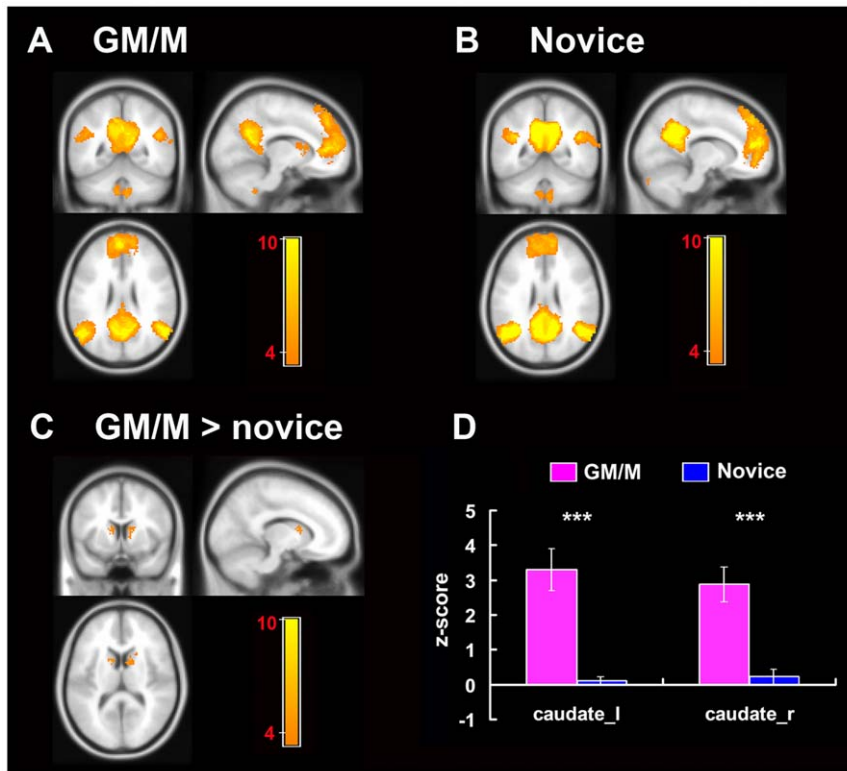 A GM/M
B Novice
10
4
10
4
C GM/M > novice
10
4
D
GM/M Novice
*** ***
z-score
5
4
3
2
1
0
-1
caudate_l caudate_r